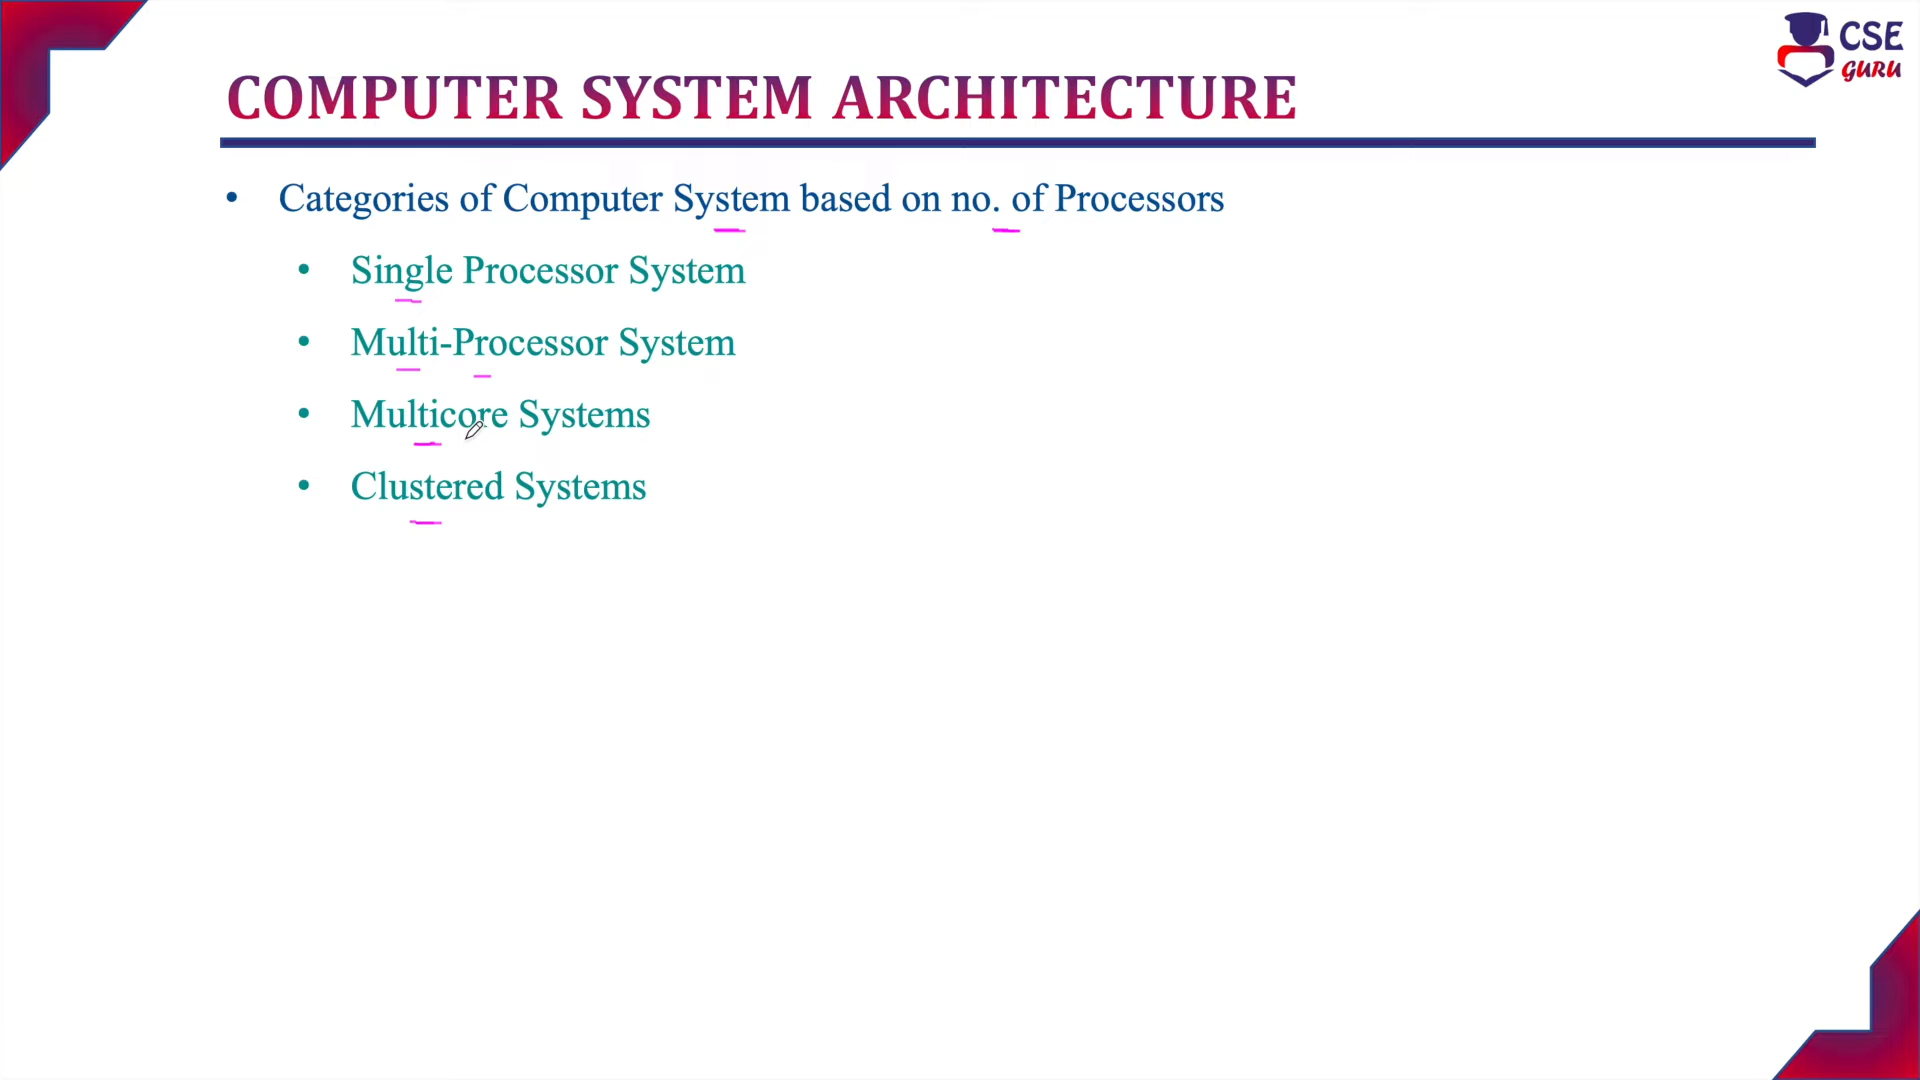 CSE
GURU
COMPUTER SYSTEM ARCHITECTURE
• Categories of Computer System based on no. of Processors
• Single Processor System
• Multi-Processor System
• Multicore Systems
• Clustered Systems